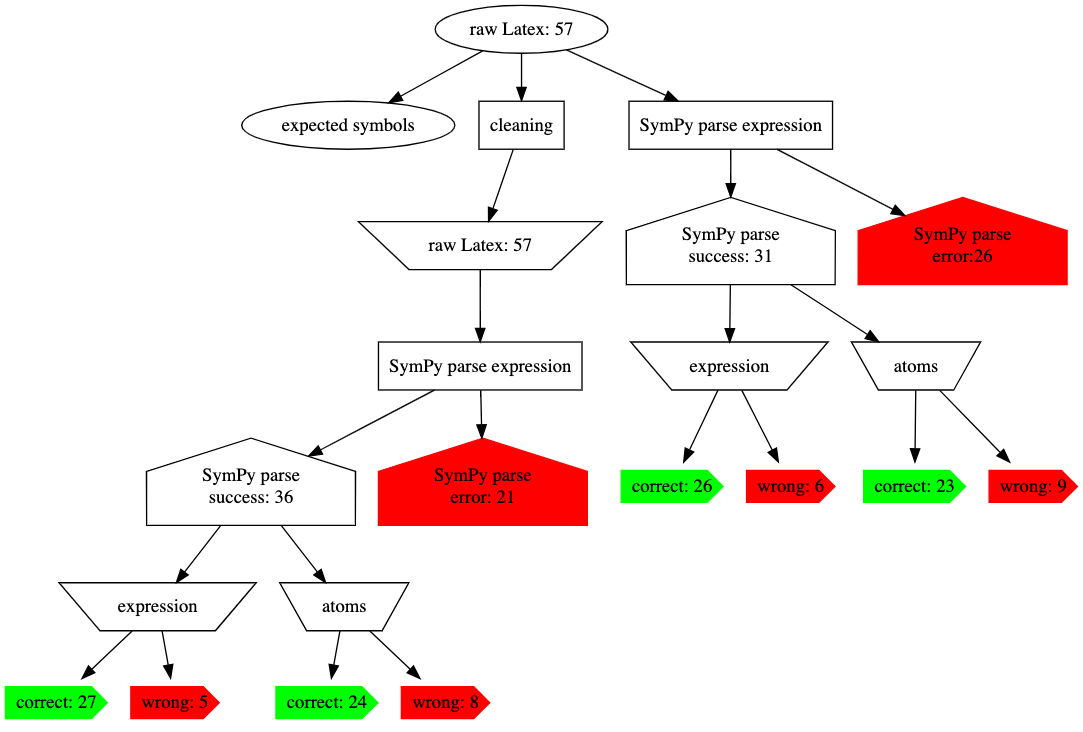 raw Latex: 57
expected symbols
cleaning
SymPy parse expression
raw Latex: 57
SymPy parse
success: 31
SymPy parse
error:26
SymPy parse expression
expression
atoms
SymPy parse
success: 36
SymPy parse
error: 21
correct: 26
wrong: 6
correct: 23
wrong: 9
expression
atoms
correct: 27
wrong: 5
correct: 24
wrong: 8